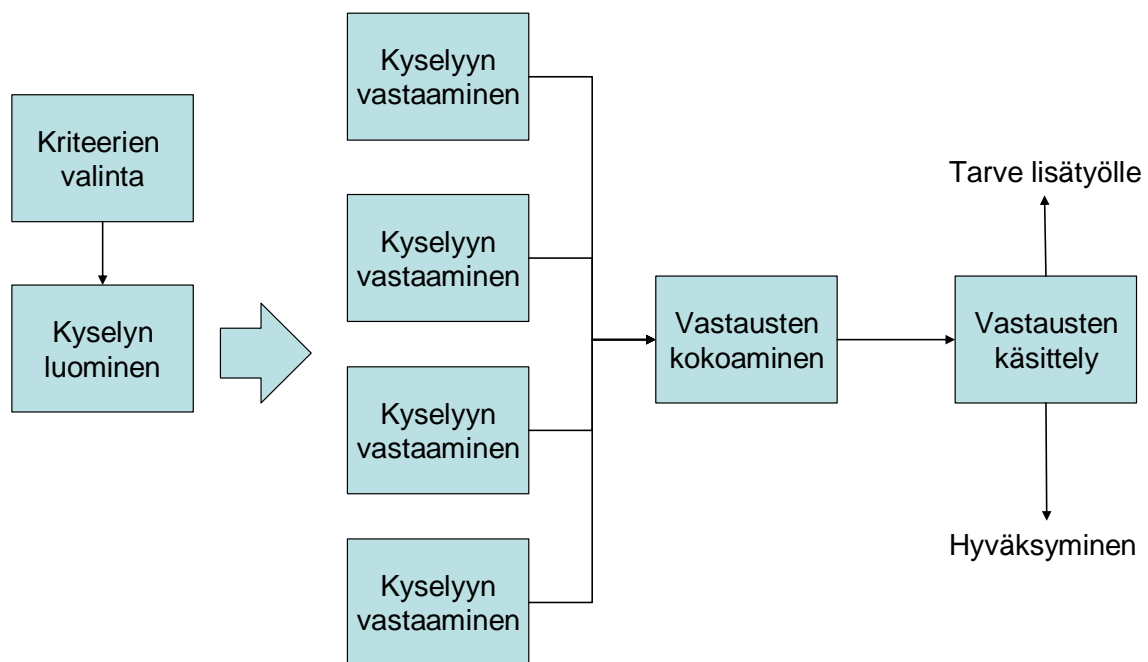 Kriteerien
valinta
Kyselyn
luominen
Kyselyyn
vastaaminen
Kyselyyn
vastaaminen
Kyselyyn
vastaaminen
Kyselyyn
vastaaminen
Vastausten
kokoaminen
Vastausten
käsittely
Tarve lisätyölle
Hyväksyminen